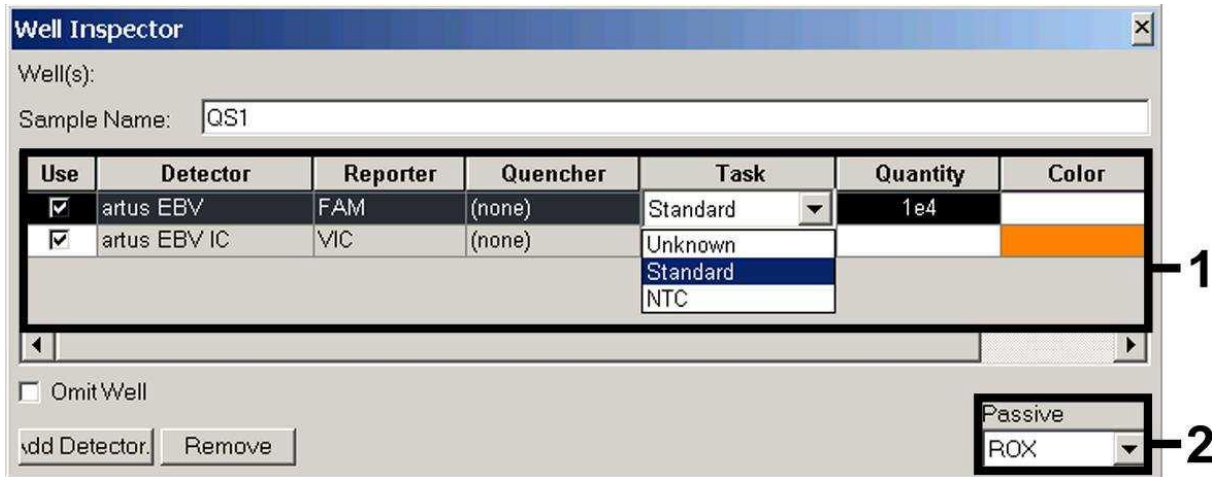 Well Inspector
Well(s):
Sample Name: QS1
Use Detector Reporter Quencher Task Quantity Color
artus EBV FAM (none) Standard 1e4
artus EBV IC VIC (none)
Unknown
Standard
NTC
1
Omit Well
Passive
dd Detector. Remove ROX
2